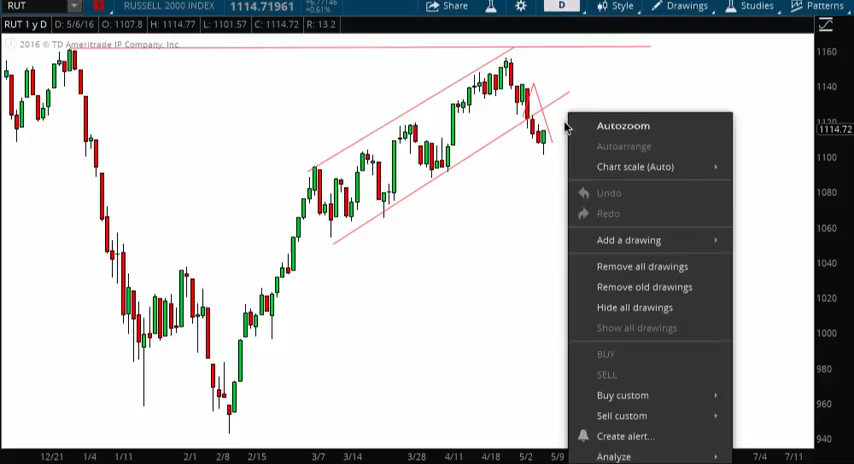 RUT
RUSSELL 2000 INDEX
1114.71961
+0.61%
Share
D
Style
Drawings
Studies
Patterns
RUT 1 y D
D: 5/6/16
O: 1107.8
H: 1114.77
L: 1101.57
C: 1114.72
R: 13.2
2016 © TD Ameritrade IP Company, Inc.
1160
1140
1120
1114.72
1100
1080
1060
1040
1020
1000
980
960
940
Autozoom
Autoarrange
Chart scale (Auto)
Undo
Redo
Add a drawing
Remove all drawings
Remove old drawings
Hide all drawings
Show all drawings
BUY
SELL
Buy custom
Sell custom
Create alert...
Analyze
12/21 1/4 1/11 2/1 2/8 2/15 3/7 3/14 3/28 4/11 4/18 5/2 5/9 7/4 7/11